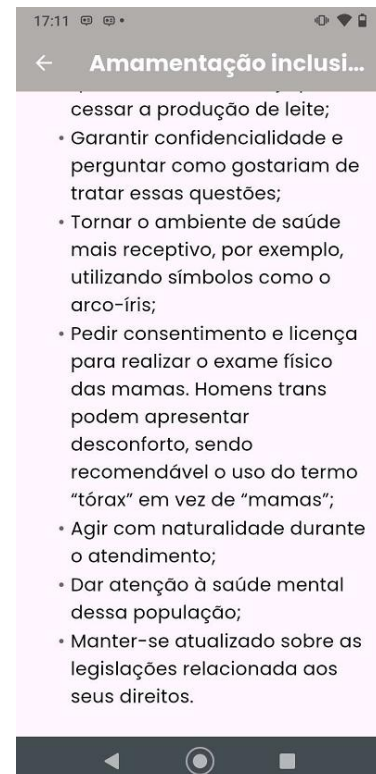 17:11
Amamentação inclusi...
cessar a produção de leite;
• Garantir confidencialidade e
perguntar como gostariam de
tratar essas questões;
• Tornar o ambiente de saúde
mais receptivo, por exemplo,
utilizando símbolos como o
arco-íris;
• Pedir consentimento e licença
para realizar o exame físico
das mamas. Homens trans
podem apresentar
desconforto, sendo
recomendável o uso do termo
“tórax” em vez de “mamas”;
• Agir com naturalidade durante
o atendimento;
• Dar atenção à saúde mental
dessa população;
• Manter-se atualizado sobre as
legislações relacionada aos
seus direitos.